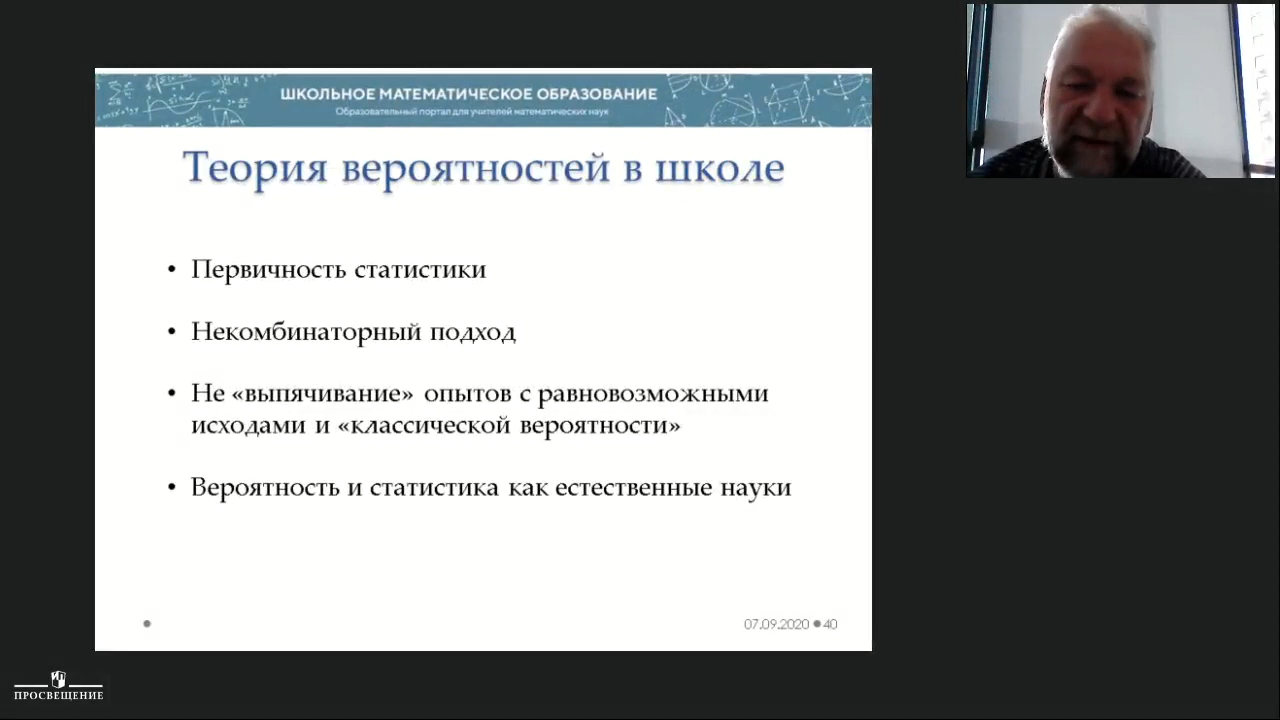 ШКОЛЬНОЕ МАТЕМАТИЧЕСКОЕ ОБРАЗОВАНИЕ
Образовательный портал для учителей математических наук
Теория вероятностей в школе
• Первичность статистики
• Некомбинаторный подход
• Не «выпячивание» опытов с равновозможными
исходами и «классической вероятности»
• Вероятность и статистика как естественные науки
07.09.2020 ● 40
ПРОСВЕЩЕНИЕ